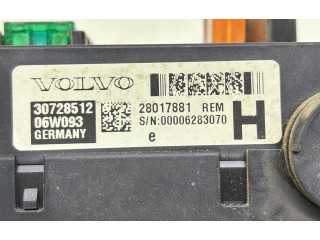 VOLVO
30728512
06W093
GERMANY
28017881 REM
S/N:00006283070
e
H